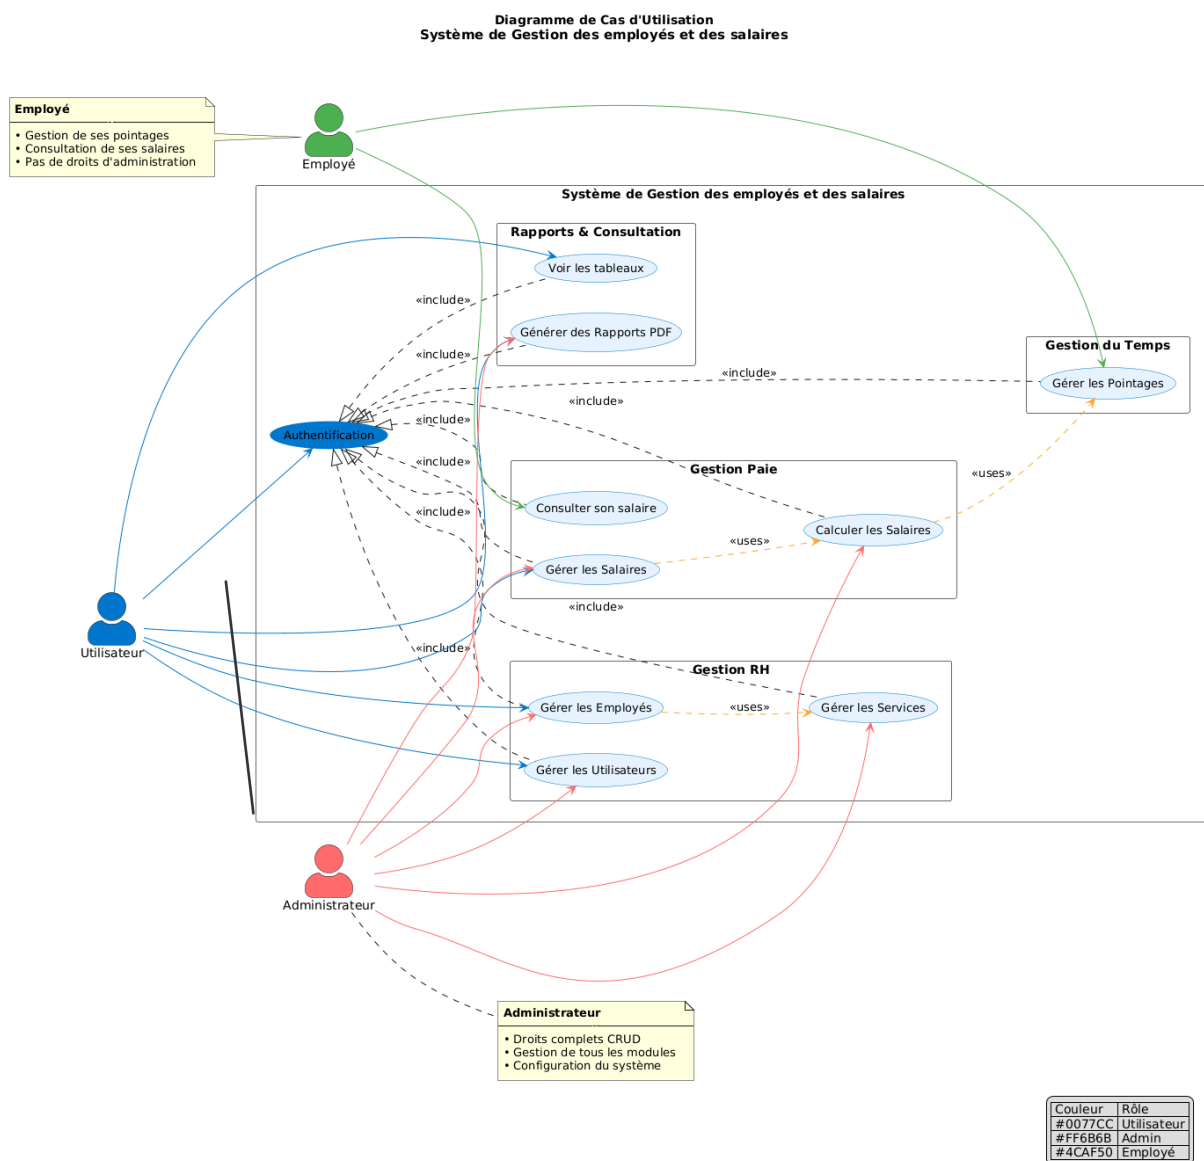 Diagramme de Cas d'Utilisation
Système de Gestion des employés et des salaires
Employé
• Gestion de ses pointages
• Consultation de ses salaires
• Pas de droits d'administration
Employé
Système de Gestion des employés et des salaires
Rapports & Consultation
Voir les tableaux
«include»
Générer des Rapports PDF
«include»
Gestion du Temps
Gérer les Pointages
«include»
«include»
«include»
Authentification
«include»
Gestion Paie
«uses»
Consulter son salaire
«include»
Calculer les Salaires
«uses»
Gérer les Salaires
«include»
Utilisateur
«include»
Gestion RH
Gérer les Employés
«uses»
Gérer les Services
Gérer les Utilisateurs
Administrateur
Administrateur
• Droits complets CRUD
• Gestion de tous les modules
• Configuration du système
Couleur Rôle
#0077CC Utilisateur
#FF6B6B Admin
#4CAF50 Employé